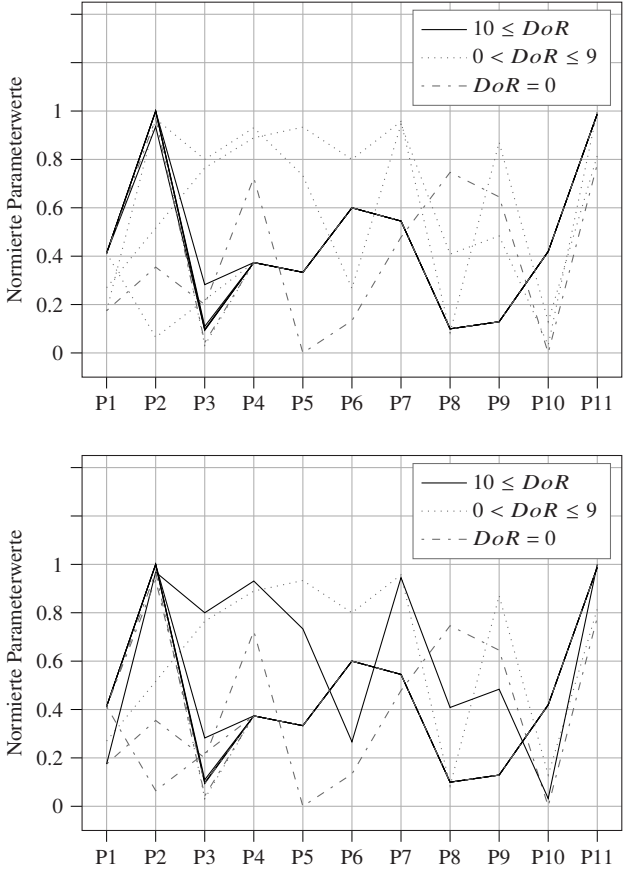 10 ≤ DoR
0 < DoR ≤ 9
DoR = 0
Normierte Parameterwerte
1
0.8
0.6
0.4
0.2
0
P1 P2 P3 P4 P5 P6 P7 P8 P9 P10 P11
10 ≤ DoR
0 < DoR ≤ 9
DoR = 0
Normierte Parameterwerte
1
0.8
0.6
0.4
0.2
0
P1 P2 P3 P4 P5 P6 P7 P8 P9 P10 P11